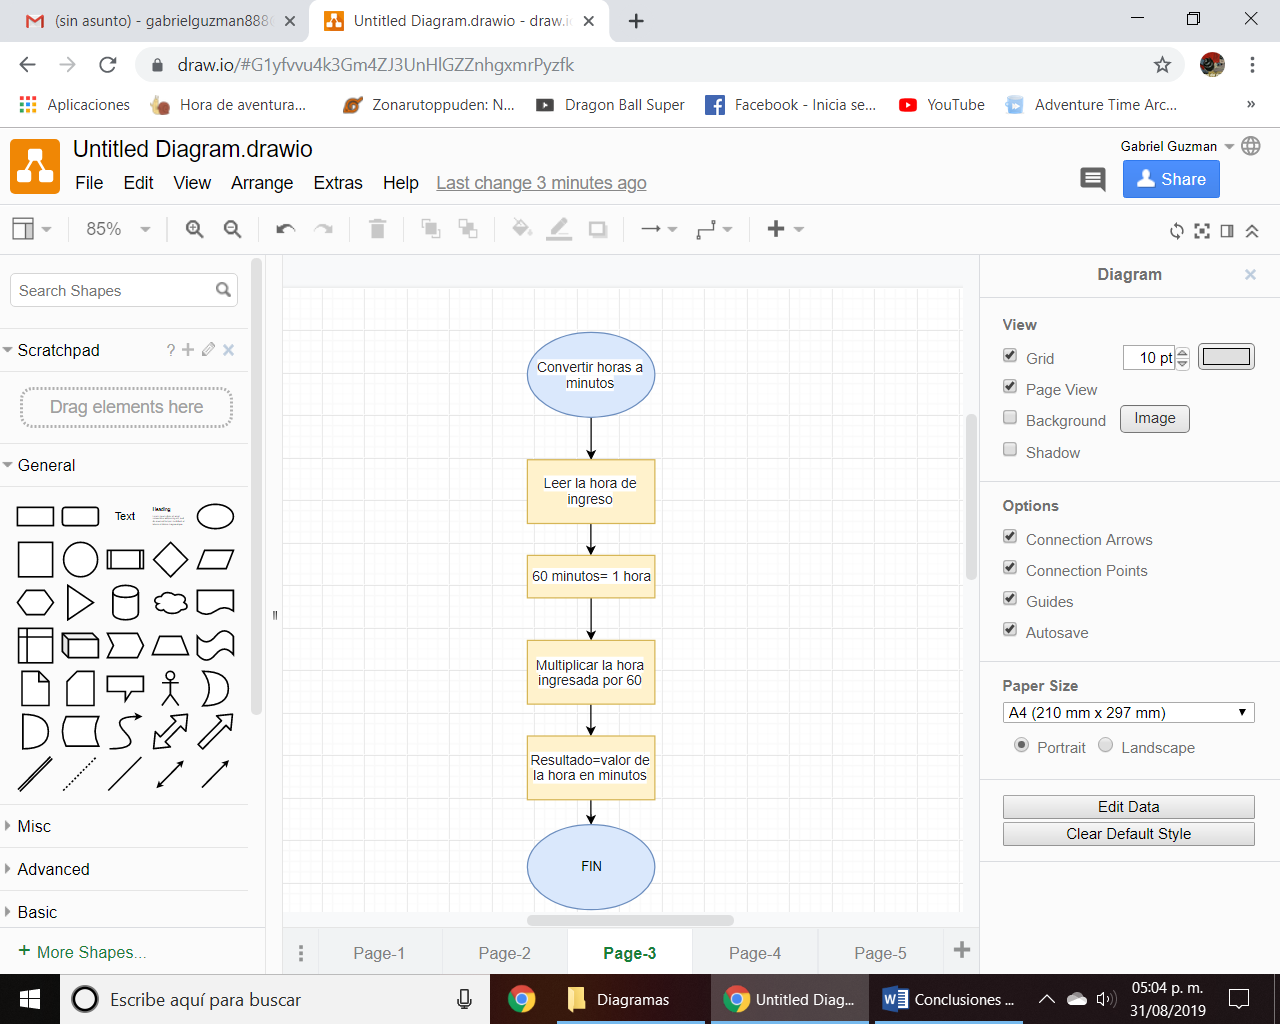 (sin asunto) - gabrielguzman888
Untitled Diagram.drawio - draw.i
draw.io/#G1yfvvu4k3Gm4ZJ3UnHlGZZnhgxmrPyzfk
Aplicaciones
Hora de aventura...
Zonarutoppuden: N...
Dragon Ball Super
Facebook - Inicia se...
YouTube
Adventure Time Arc...
»
Untitled Diagram.drawio
Gabriel Guzman
File Edit View Arrange Extras Help Last change 3 minutes ago
Share
85%
Search Shapes
Scratchpad
?
Drag elements here
General
Text
Heading
Misc
Advanced
Basic
+ More Shapes...
Convertir horas a
minutos
Leer la hora de
ingreso
60 minutos= 1 hora
Multiplicar la hora
ingresada por 60
Resultado=valor de
la hora en minutos
FIN
Page-1 Page-2 Page-3 Page-4 Page-5
Diagram
View
Grid
10 pt
Page View
Background
Image
Shadow
Options
Connection Arrows
Connection Points
Guides
Autosave
Paper Size
A4 (210 mm x 297 mm)
Portrait
Landscape
Edit Data
Clear Default Style
Escribe aquí para buscar
Diagramas
Untitled Diag...
Conclusiones ...
05:04 p. m.
31/08/2019